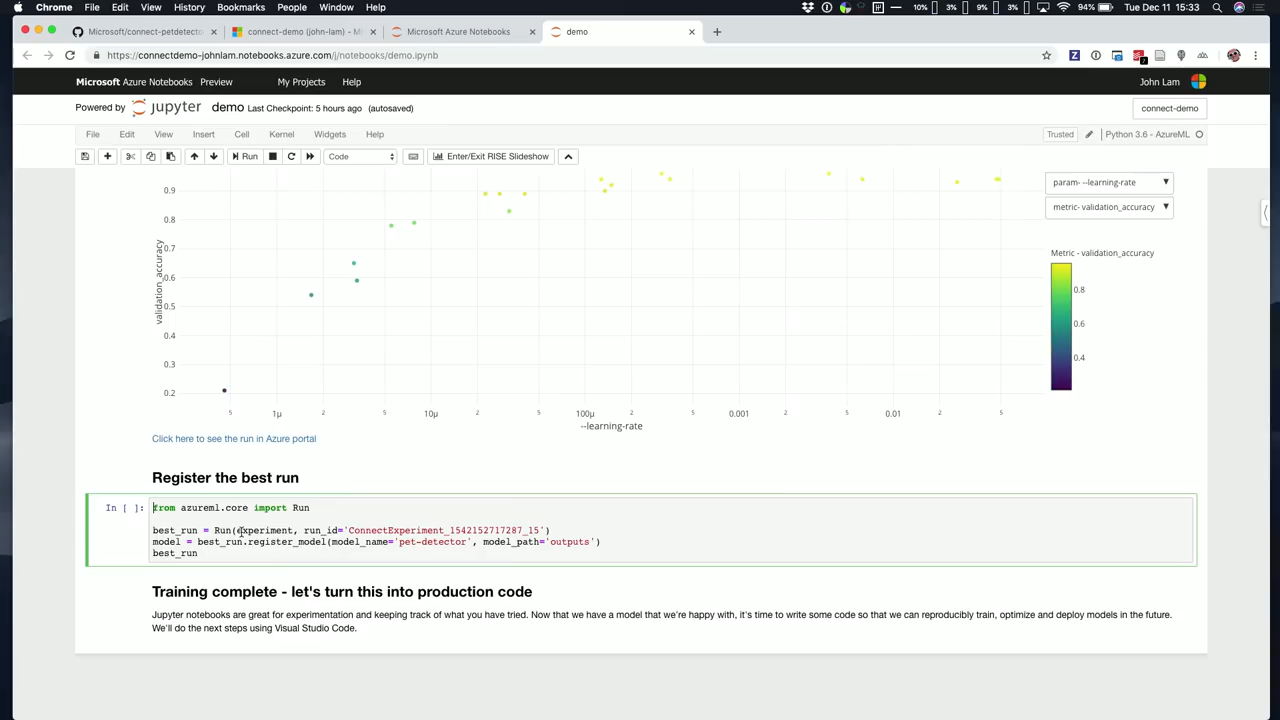 Chrome File Edit View History Bookmarks People Window Help 10% 3% 9% 3% 94% Tue Dec 11 15:33
Microsoft/connect-petdetecto × connect-demo (john-lam) - M × Microsoft Azure Notebooks × demo × +
https://connectdemo-johnlam.notebooks.azure.com/j/notebooks/demo.ipynb
Microsoft Azure Notebooks Preview My Projects Help John Lam
Powered by jupyter demo Last Checkpoint: 5 hours ago (autosaved) connect-demo
File Edit View Insert Cell Kernel Widgets Help Trusted Python 3.6 - AzureML
Run Code Enter/Exit RISE Slideshow
param- --learning-rate
metric- validation_accuracy
Metric - validation_accuracy
0.8
0.6
0.4
validation_accuracy
0.9
0.8
0.7
0.6
0.5
0.4
0.3
0.2
5 1μ 2 5 10μ 2 5 100μ 2 5 0.001 2 5 0.01 2 5
--learning-rate
Click here to see the run in Azure portal
Register the best run
In [ ]: from azureml.core import Run
best_run = Run(experiment, run_id='ConnectExperiment_1542152717287_15')
model = best_run.register_model(model_name='pet-detector', model_path='outputs')
best_run
Training complete - let's turn this into production code
Jupyter notebooks are great for experimentation and keeping track of what you have tried. Now that we have a model that we're happy with, it's time to write some code so that we can reproducibly train, optimize and deploy models in the future.
We'll do the next steps using Visual Studio Code.